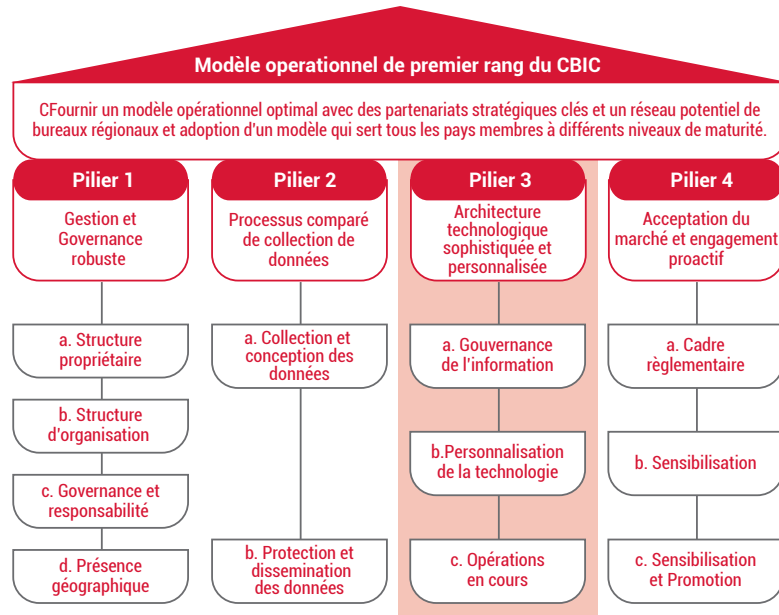 Modèle operationnel de premier rang du CBIC
CFournir un modèle opérationnel optimal avec des partenariats stratégiques clés et un réseau potentiel de
bureaux régionaux et adoption d'un modèle qui sert tous les pays membres à différents niveaux de maturité.
Pilier 1
Gestion et
Governance
robuste
a. Structure
propriétaire
b. Structure
d'organisation
c. Governance et
responsabilité
d. Présence
géographique
Pilier 2
Processus comparé
de collection de
données
a. Collection et
conception des
données
b. Protection et
dissemination
des données
Pilier 3
Architecture
technologique
sophistiquée et
personnalisée
a. Gouvernance
de l'information
b.Personnalisation
de la technologie
c. Opérations
en cours
Pilier 4
Acceptation du
marché et engagement
proactif
a. Cadre
règlementaire
b. Sensibilisation
c. Sensibilisation
et Promotion